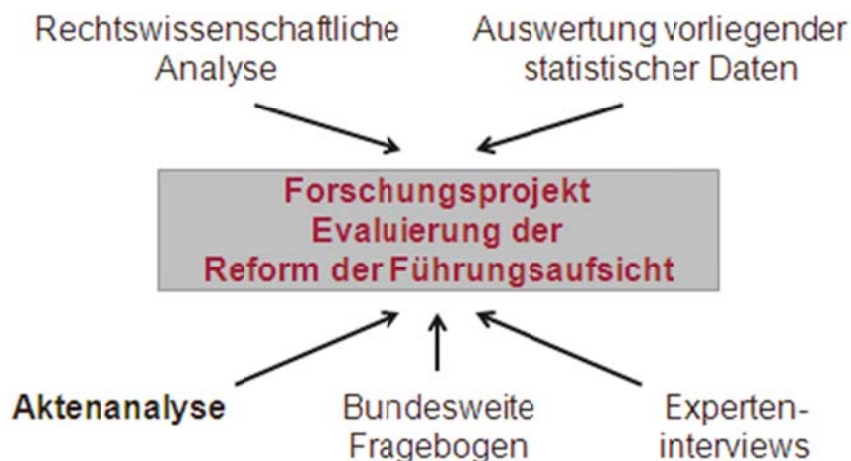 Rechtswissenschaftliche
Analyse
Auswertung vorliegender
statistischer Daten
Forschungsprojekt
Evaluierung der
Reform der Führungsaufsicht
Aktenanalyse
Bundesweite
Fragebogen
Experten-
interviews